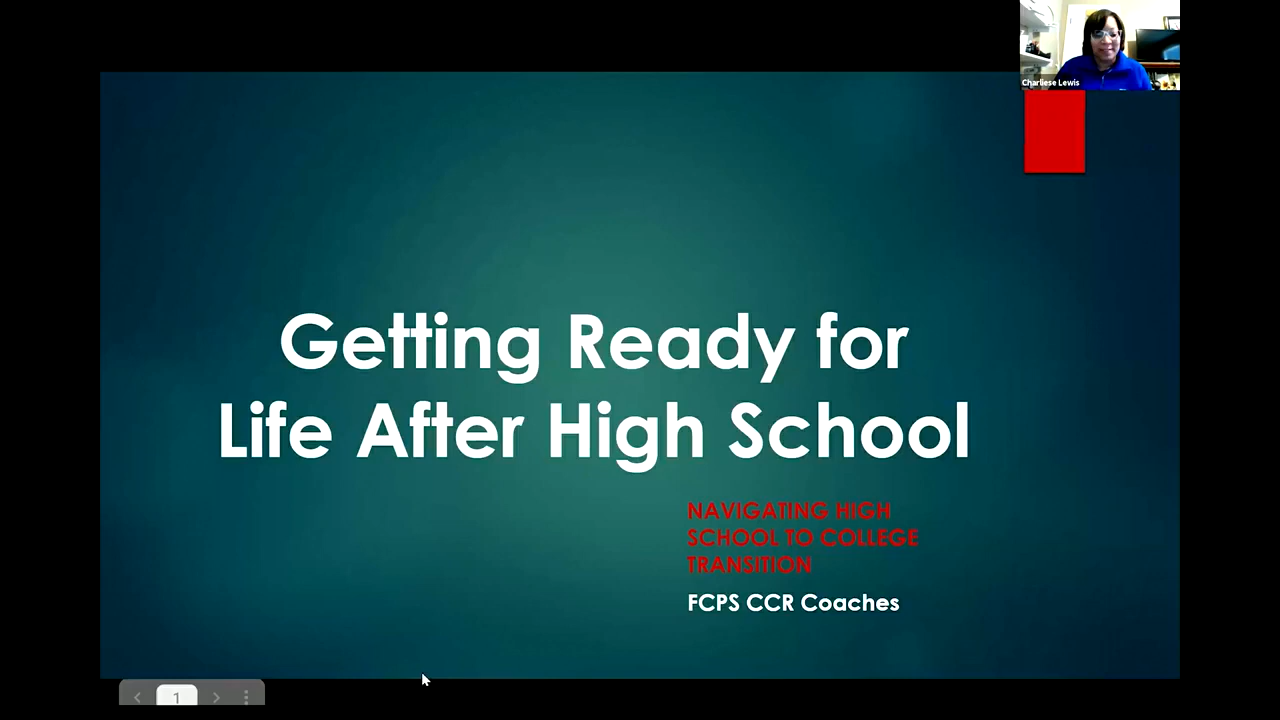 Charliese Lewis
Getting Ready for
Life After High School
NAVIGATING HIGH
SCHOOL TO COLLEGE
TRANSITION
FCPS CCR Coaches
1